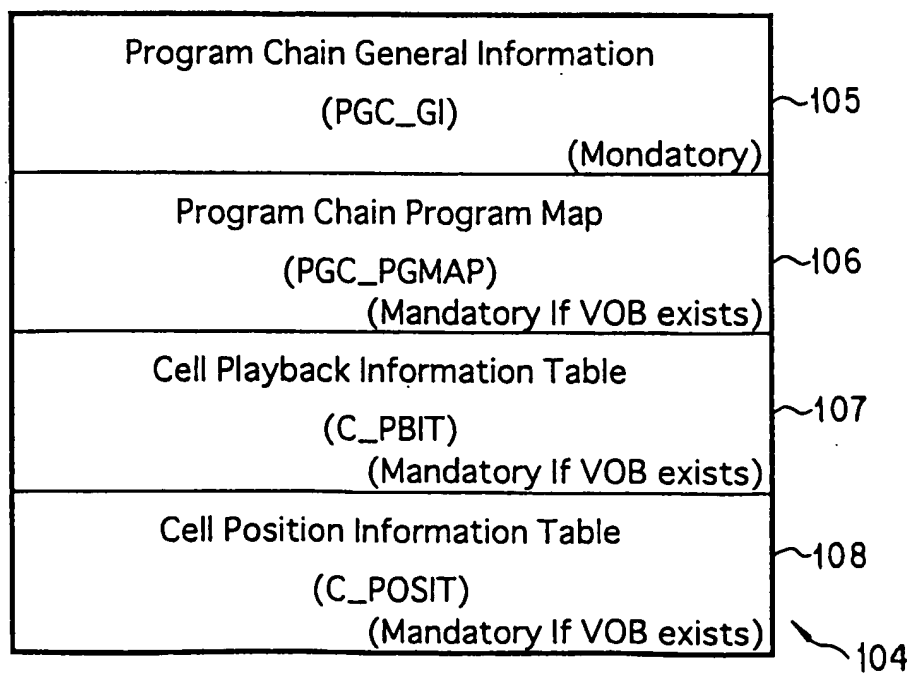 Program Chain General Information
(PGC_GI)
(Mondatory)
105
Program Chain Program Map
(PGC_PGMAP)
(Mandatory If VOB exists)
106
Cell Playback Information Table
(C_PBIT)
(Mandatory If VOB exists)
107
Cell Position Information Table
(C_POSIT)
(Mandatory If VOB exists)
108
104